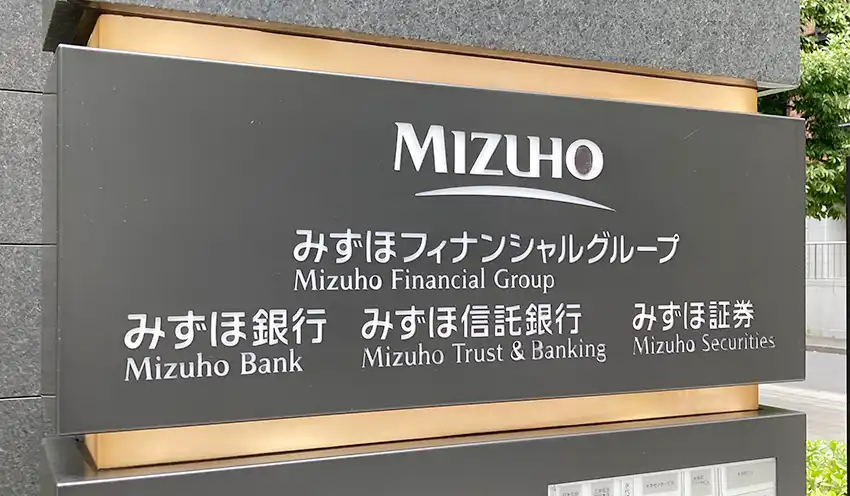 MIZUHO
みずほフィナンシャルグループ
Mizuho Financial Group
みずほ銀行 みずほ信託銀行 みずほ証券
Mizuho Bank Mizuho Trust & Banking Mizuho Securities